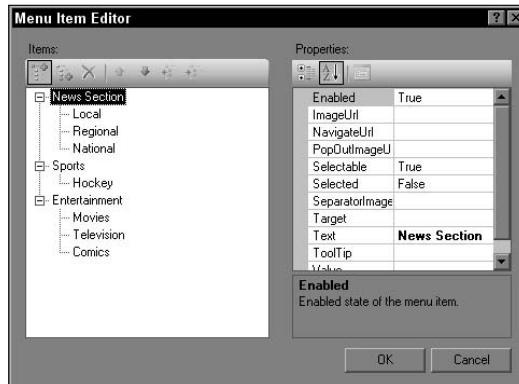 Menu Item Editor
Items:
News Section
Local
Regional
National
Sports
Hockey
Entertainment
Movies
Television
Comics
Properties:
Enabled True
ImageUrl
NavigateUrl
PopOutImageU
Selectable True
Selected False
SeparatorImage
Target
Text News Section
ToolTip
Value
Enabled
Enabled state of the menu item.
OK Cancel